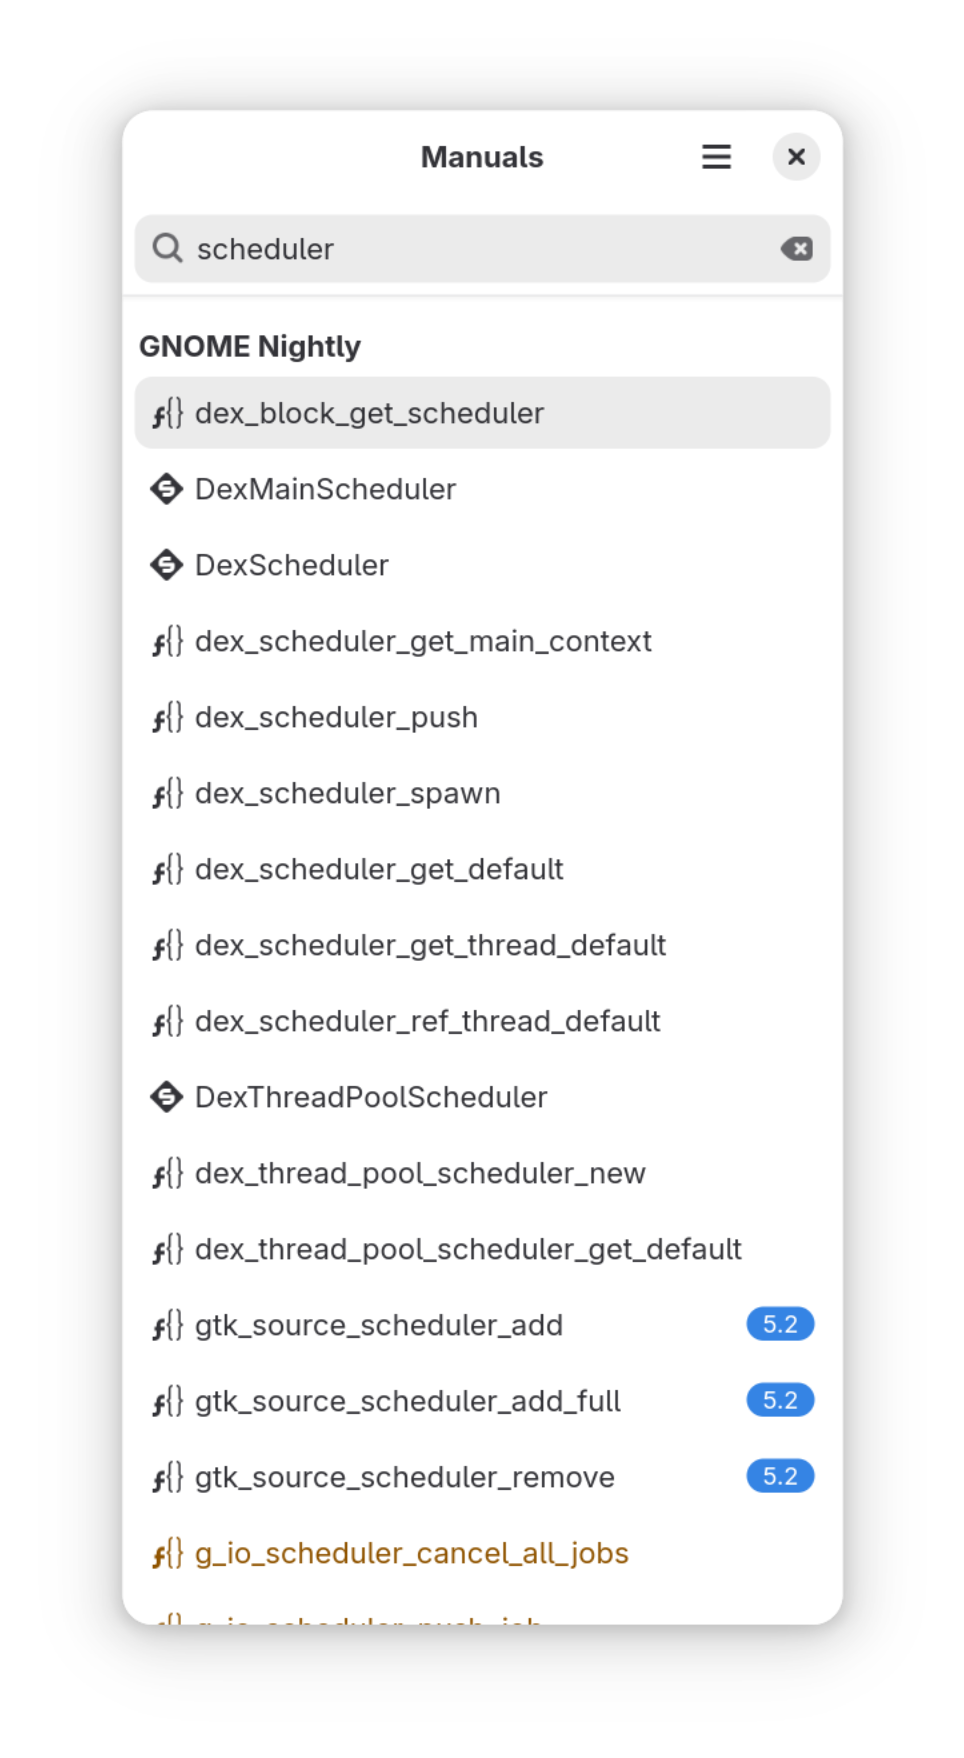 Manuals
scheduler
GNOME Nightly
dex_block_get_scheduler
DexMainScheduler
DexScheduler
dex_scheduler_get_main_context
dex_scheduler_push
dex_scheduler_spawn
dex_scheduler_get_default
dex_scheduler_get_thread_default
dex_scheduler_ref_thread_default
DexThreadPoolScheduler
dex_thread_pool_scheduler_new
dex_thread_pool_scheduler_get_default
gtk_source_scheduler_add 5.2
gtk_source_scheduler_add_full 5.2
gtk_source_scheduler_remove 5.2
g_io_scheduler_cancel_all_jobs